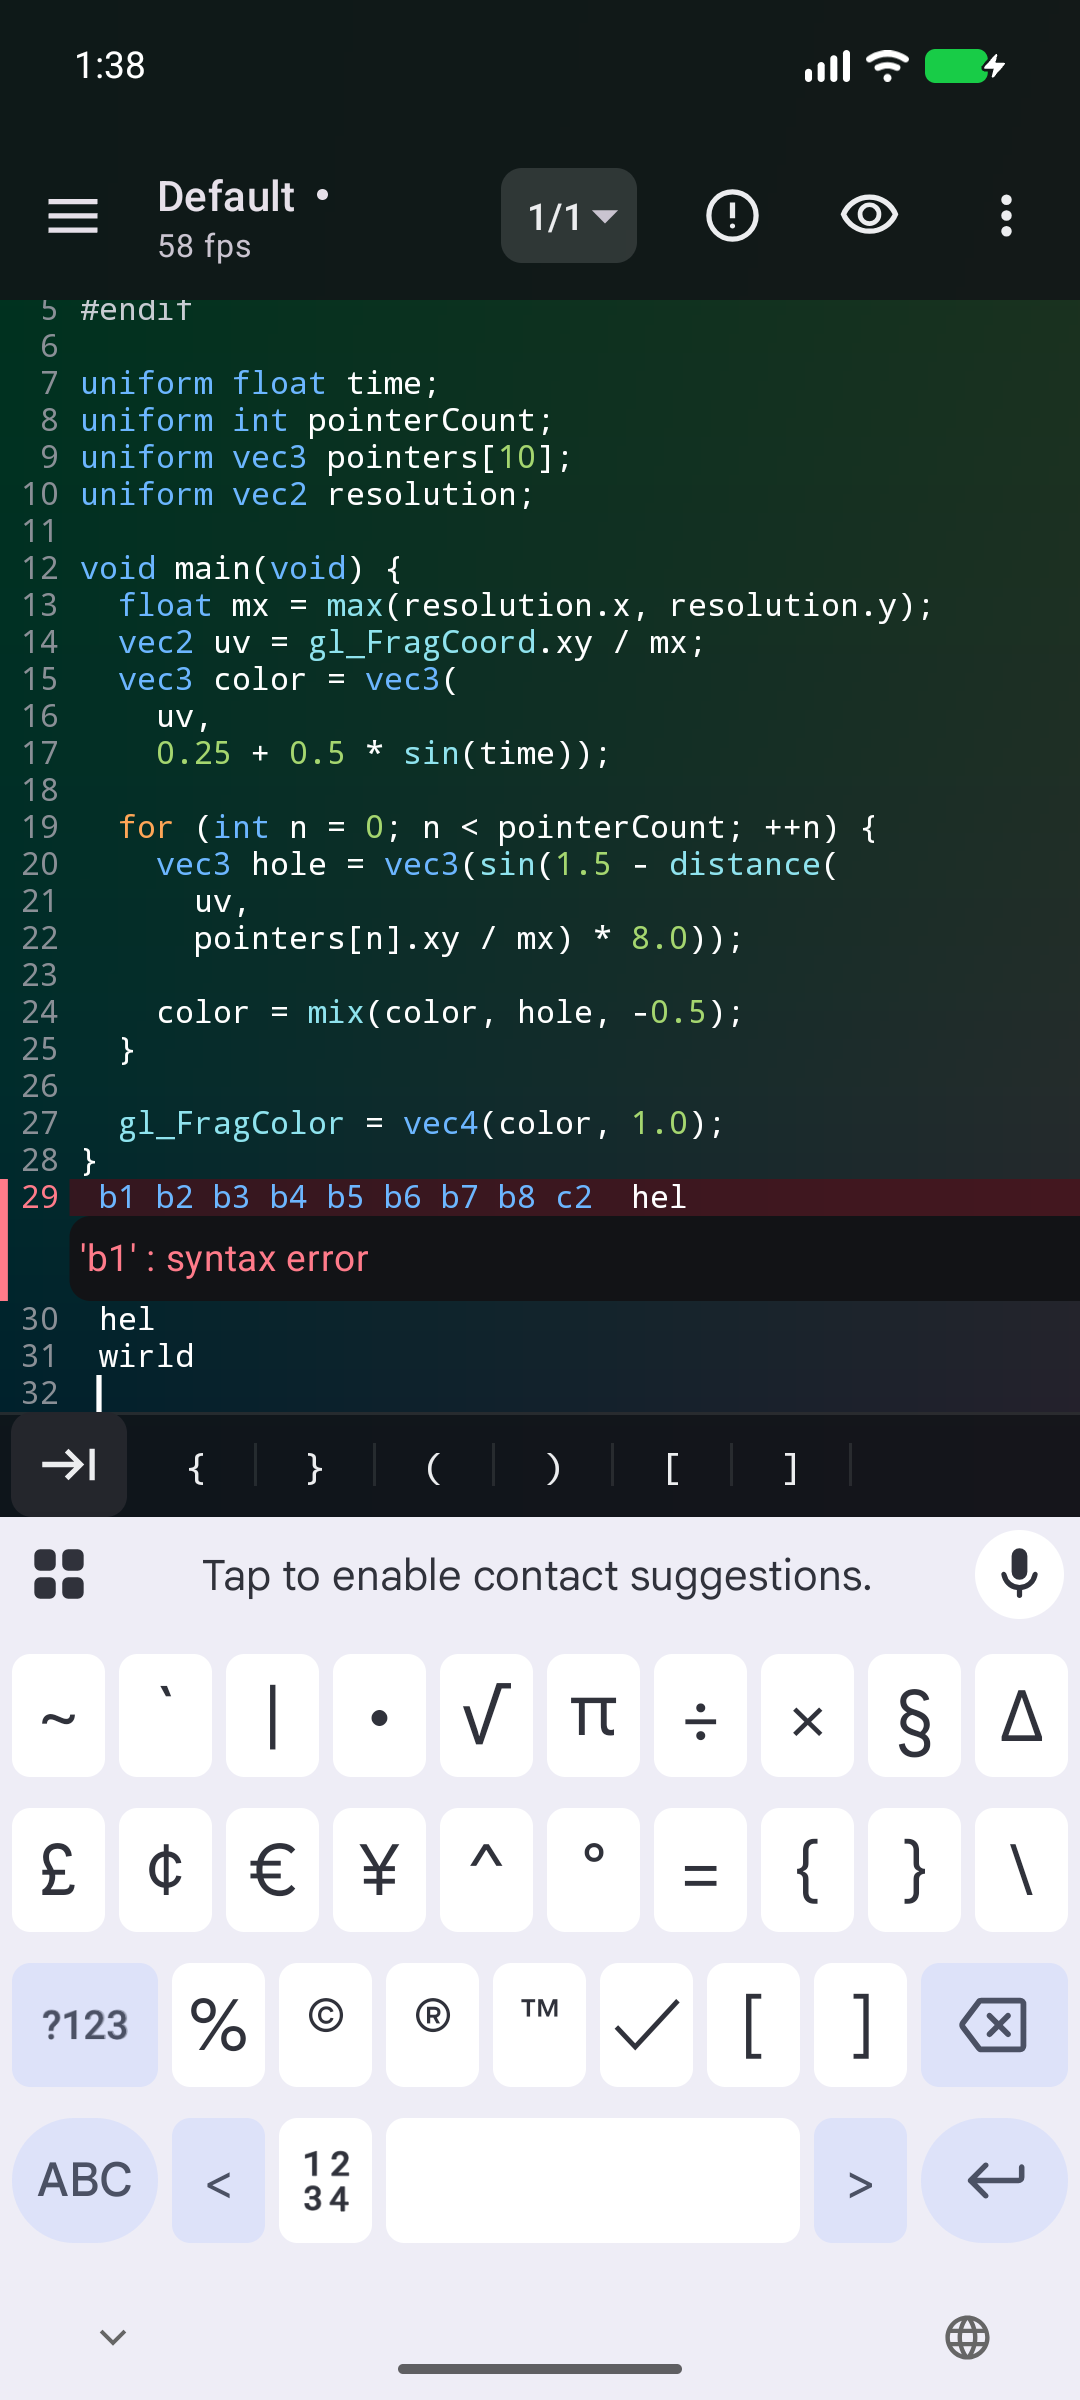 1:38
Default •
58 fps
1/1
5 #endif
6
7 uniform float time;
8 uniform int pointerCount;
9 uniform vec3 pointers[10];
10 uniform vec2 resolution;
11
12 void main(void) {
13   float mx = max(resolution.x, resolution.y);
14   vec2 uv = gl_FragCoord.xy / mx;
15   vec3 color = vec3(
16     uv,
17     0.25 + 0.5 * sin(time));
18
19   for (int n = 0; n < pointerCount; ++n) {
20     vec3 hole = vec3(sin(1.5 - distance(
21       uv,
22       pointers[n].xy / mx) * 8.0));
23
24     color = mix(color, hole, -0.5);
25   }
26
27   gl_FragColor = vec4(color, 1.0);
28 }
29  b1 b2 b3 b4 b5 b6 b7 b8 c2  hel
'b1' : syntax error
30  hel
31  wirld
32
{ } ( ) [ ]
Tap to enable contact suggestions.
~ ` | • √ π ÷ × § Δ
£ ¢ € ¥ ^ ° = { } \
?123 % © ® ™ ✓ [ ]
ABC < 1 2 3 4 >